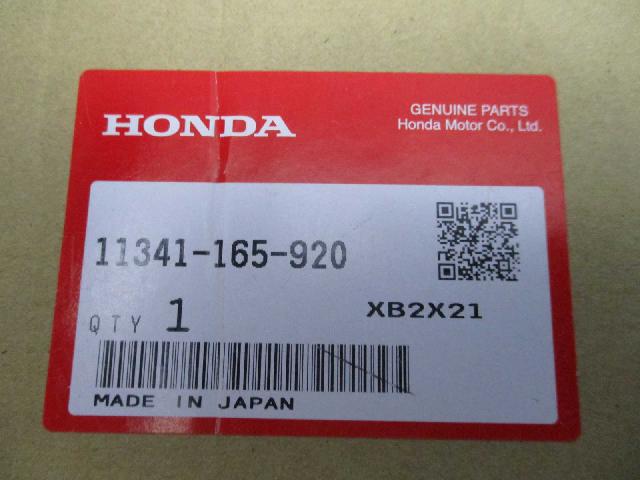 HONDA
GENUINE PARTS
Honda Motor Co., Ltd.
11341-165-920
QTY 1
XB2X21
MADE IN JAPAN